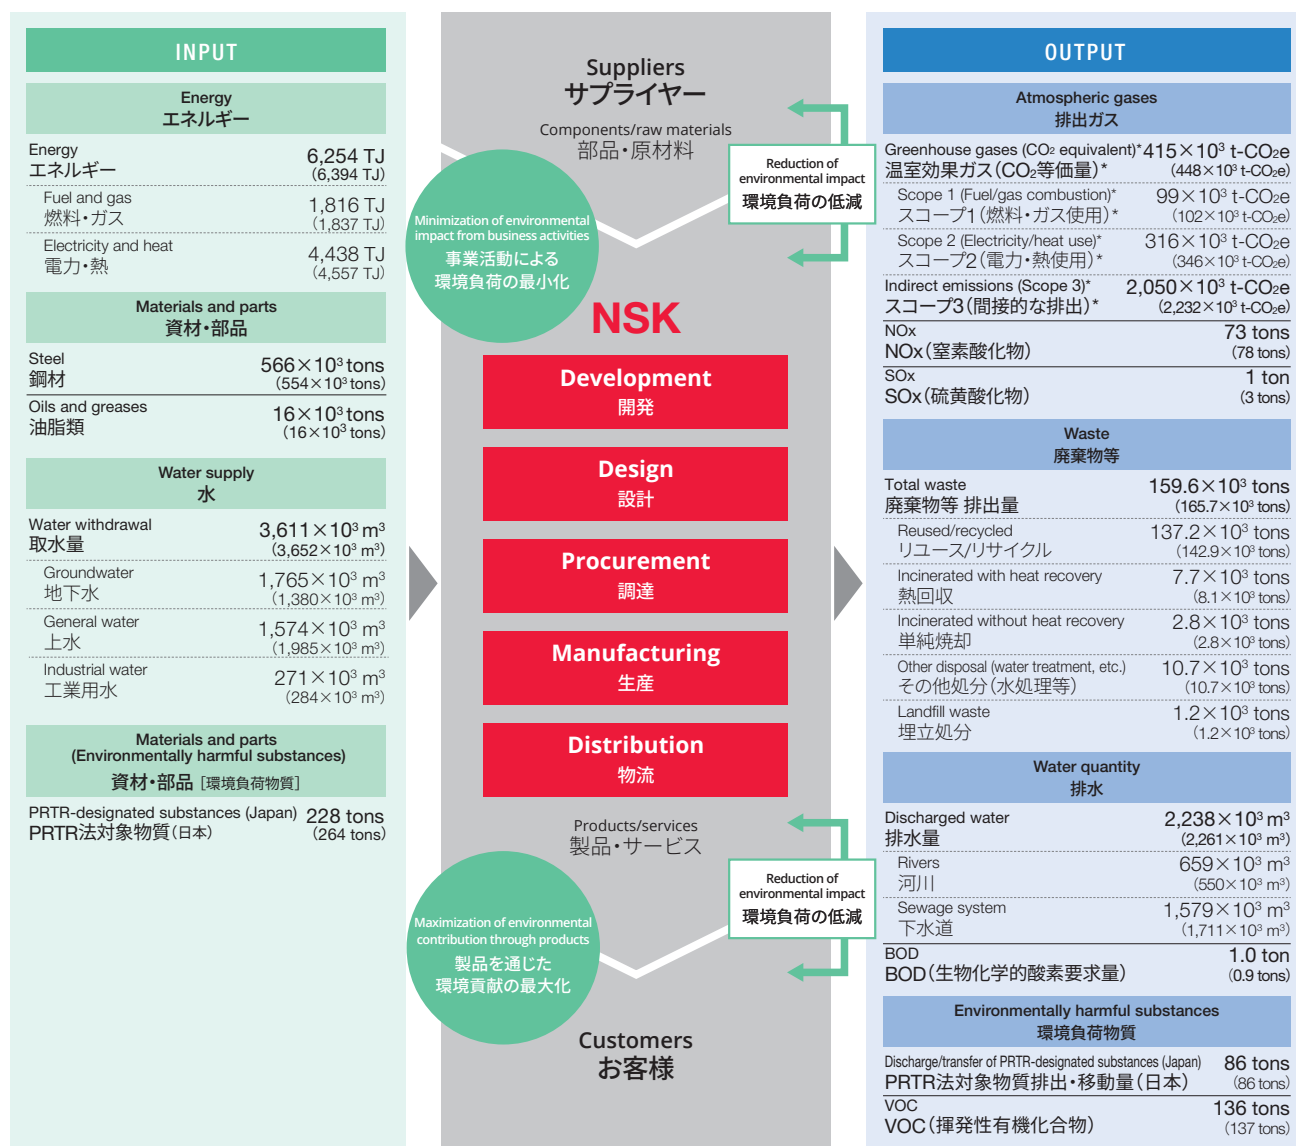 INPUT
Energy
エネルギー
Energy
エネルギー
6,254 TJ
(6,394 TJ)
Fuel and gas
燃料・ガス
1,816 TJ
(1,837 TJ)
Electricity and heat
電力・熱
4,438 TJ
(4,557 TJ)
Materials and parts
資材・部品
Steel
鋼材
566×10³ tons
(554×10³ tons)
Oils and greases
油脂類
16×10³ tons
(16×10³ tons)
Water supply
水
Water withdrawal
取水量
3,611×10³ m³
(3,652×10³ m³)
Groundwater
地下水
1,765×10³ m³
(1,380×10³ m³)
General water
上水
1,574×10³ m³
(1,985×10³ m³)
Industrial water
工業用水
271×10³ m³
(284×10³ m³)
Materials and parts
(Environmentally harmful substances)
資材・部品 [環境負荷物質]
PRTR-designated substances (Japan)
PRTR法対象物質(日本)
228 tons
(264 tons)
Suppliers
サプライヤー
Components/raw materials
部品・原材料
Reduction of
environmental impact
環境負荷の低減
Minimization of environmental
impact from business activities
事業活動による
環境負荷の最小化
NSK
Development
開発
Design
設計
Procurement
調達
Manufacturing
生産
Distribution
物流
Products/services
製品・サービス
Reduction of
environmental impact
環境負荷の低減
Maximization of environmental
contribution through products
製品を通じた
環境貢献の最大化
Customers
お客様
OUTPUT
Atmospheric gases
排出ガス
Greenhouse gases (CO₂ equivalent)*
温室効果ガス(CO₂等価量)*
415×10³ t-CO₂e
(448×10³ t-CO₂e)
Scope 1 (Fuel/gas combustion)*
スコープ1(燃料・ガス使用)*
99×10³ t-CO₂e
(102×10³ t-CO₂e)
Scope 2 (Electricity/heat use)*
スコープ2(電力・熱使用)*
316×10³ t-CO₂e
(346×10³ t-CO₂e)
Indirect emissions (Scope 3)*
スコープ3(間接的な排出)*
2,050×10³ t-CO₂e
(2,232×10³ t-CO₂e)
NOx
NOx(窒素酸化物)
73 tons
(78 tons)
SOx
SOx(硫黄酸化物)
1 ton
(3 tons)
Waste
廃棄物等
Total waste
廃棄物等 排出量
159.6×10³ tons
(165.7×10³ tons)
Reused/recycled
リユース/リサイクル
137.2×10³ tons
(142.9×10³ tons)
Incinerated with heat recovery
熱回収
7.7×10³ tons
(8.1×10³ tons)
Incinerated without heat recovery
単純焼却
2.8×10³ tons
(2.8×10³ tons)
Other disposal (water treatment, etc.)
その他処分(水処理等)
10.7×10³ tons
(10.7×10³ tons)
Landfill waste
埋立処分
1.2×10³ tons
(1.2×10³ tons)
Water quantity
排水
Discharged water
排水量
2,238×10³ m³
(2,261×10³ m³)
Rivers
河川
659×10³ m³
(550×10³ m³)
Sewage system
下水道
1,579×10³ m³
(1,711×10³ m³)
BOD
BOD(生物化学的酸素要求量)
1.0 ton
(0.9 tons)
Environmentally harmful substances
環境負荷物質
Discharge/transfer of PRTR-designated substances (Japan)
PRTR法対象物質排出・移動量(日本)
86 tons
(86 tons)
VOC
VOC(揮発性有機化合物)
136 tons
(137 tons)